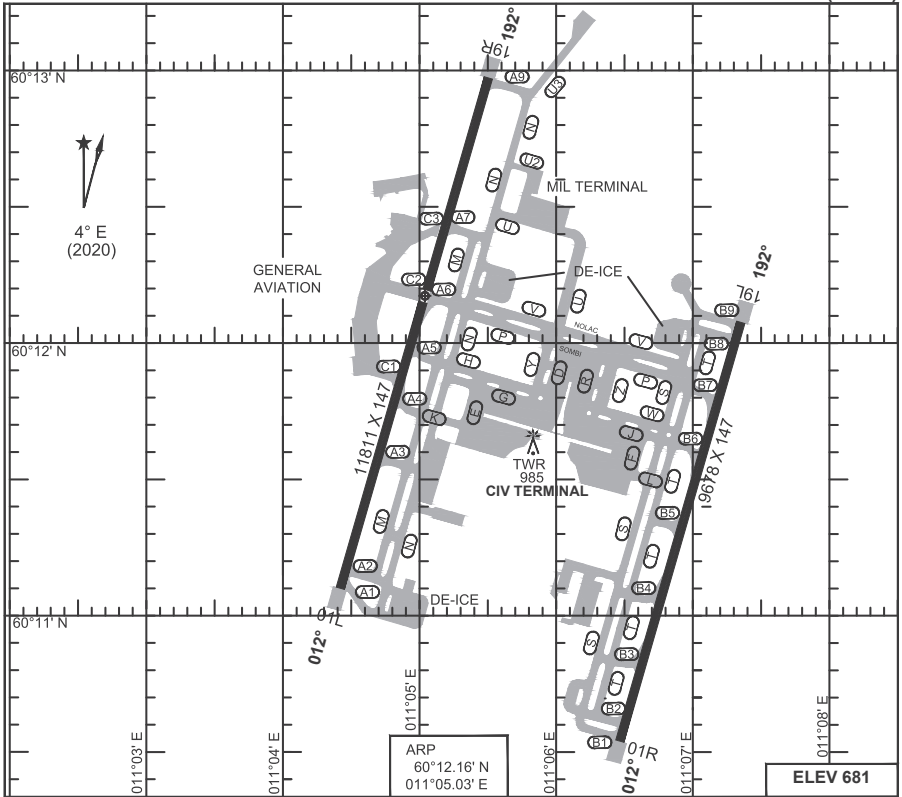 192°
19R
A9
60°13' N
U3
N
U2
N
MIL TERMINAL
C3
A7
U
4° E
(2020)
M
192°
GENERAL
AVIATION
DE-ICE
C2
A6
19L
U
V
B9
NOLAC
60°12' N
A5
N
P
V
B8
SOMBI
H
Y
D
R
T
C1
Z
P
S
B7
A4
K
E
G
W
11811 X 147
J
B6
A3
TWR
985
CIV TERMINAL
F
I
T
9678 X 147
M
N
S
B5
T
A2
A1
DE-ICE
B4
60°11' N
01L
012°
S
T
B3
T
B2
B1
01R
012°
011°03' E
011°04' E
011°05' E
011°06' E
011°07' E
011°08' E
ARP
60°12.16' N
011°05.03' E
ELEV 681